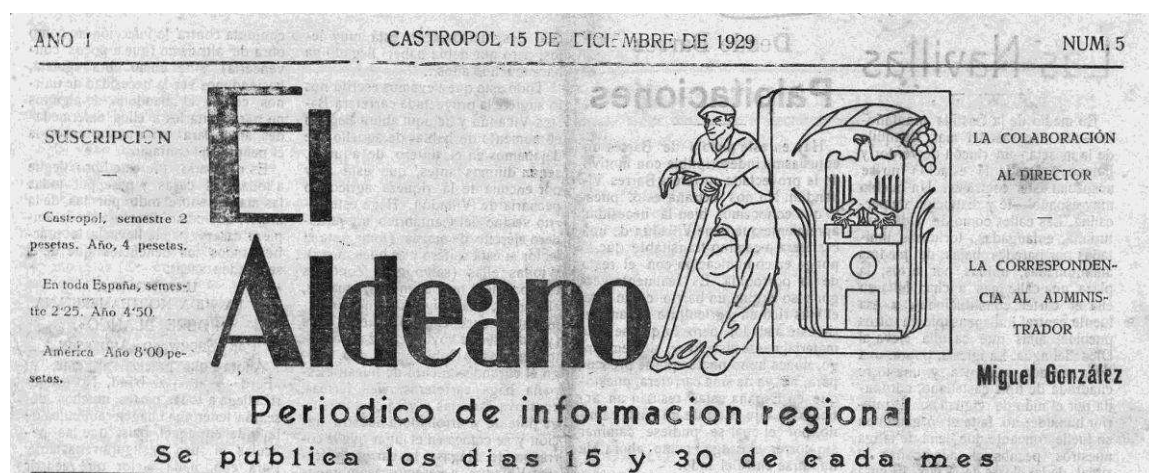 AÑO I
CASTROPOL 15 DE DICIEMBRE DE 1929
NUM. 5
SUSCRIPCION
Castropol, semestre 2
pesetas. Año, 4 pesetas.
En toda España, semes-
tre 2'25. Año 4'50.
América Año 8'00 pe-
setas.
El
Aldeano
LA COLABORACIÓN
AL DIRECTOR
LA CORRESPONDEN-
CIA AL ADMINIS-
TRADOR
Miguel González
Periodico de informacion regional
Se publica los dias 15 y 30 de cada mes